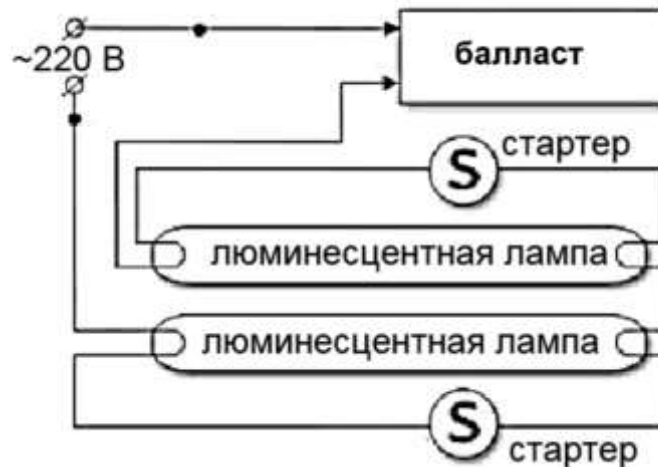 ~220 В
балласт
S стартер
люминесцентная лампа
люминесцентная лампа
S стартер